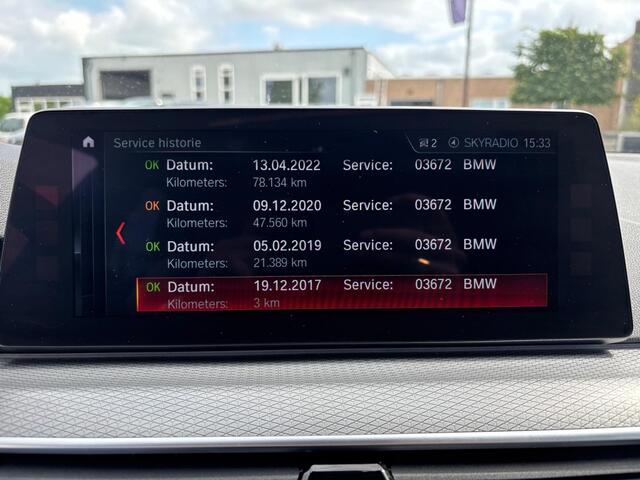 Service historie 2 SKYRADIO 15:33
OK Datum: 13.04.2022 Service: 03672 BMW
Kilometers: 78.134 km
OK Datum: 09.12.2020 Service: 03672 BMW
Kilometers: 47.560 km
OK Datum: 05.02.2019 Service: 03672 BMW
Kilometers: 21.389 km
OK Datum: 19.12.2017 Service: 03672 BMW
Kilometers: 3 km